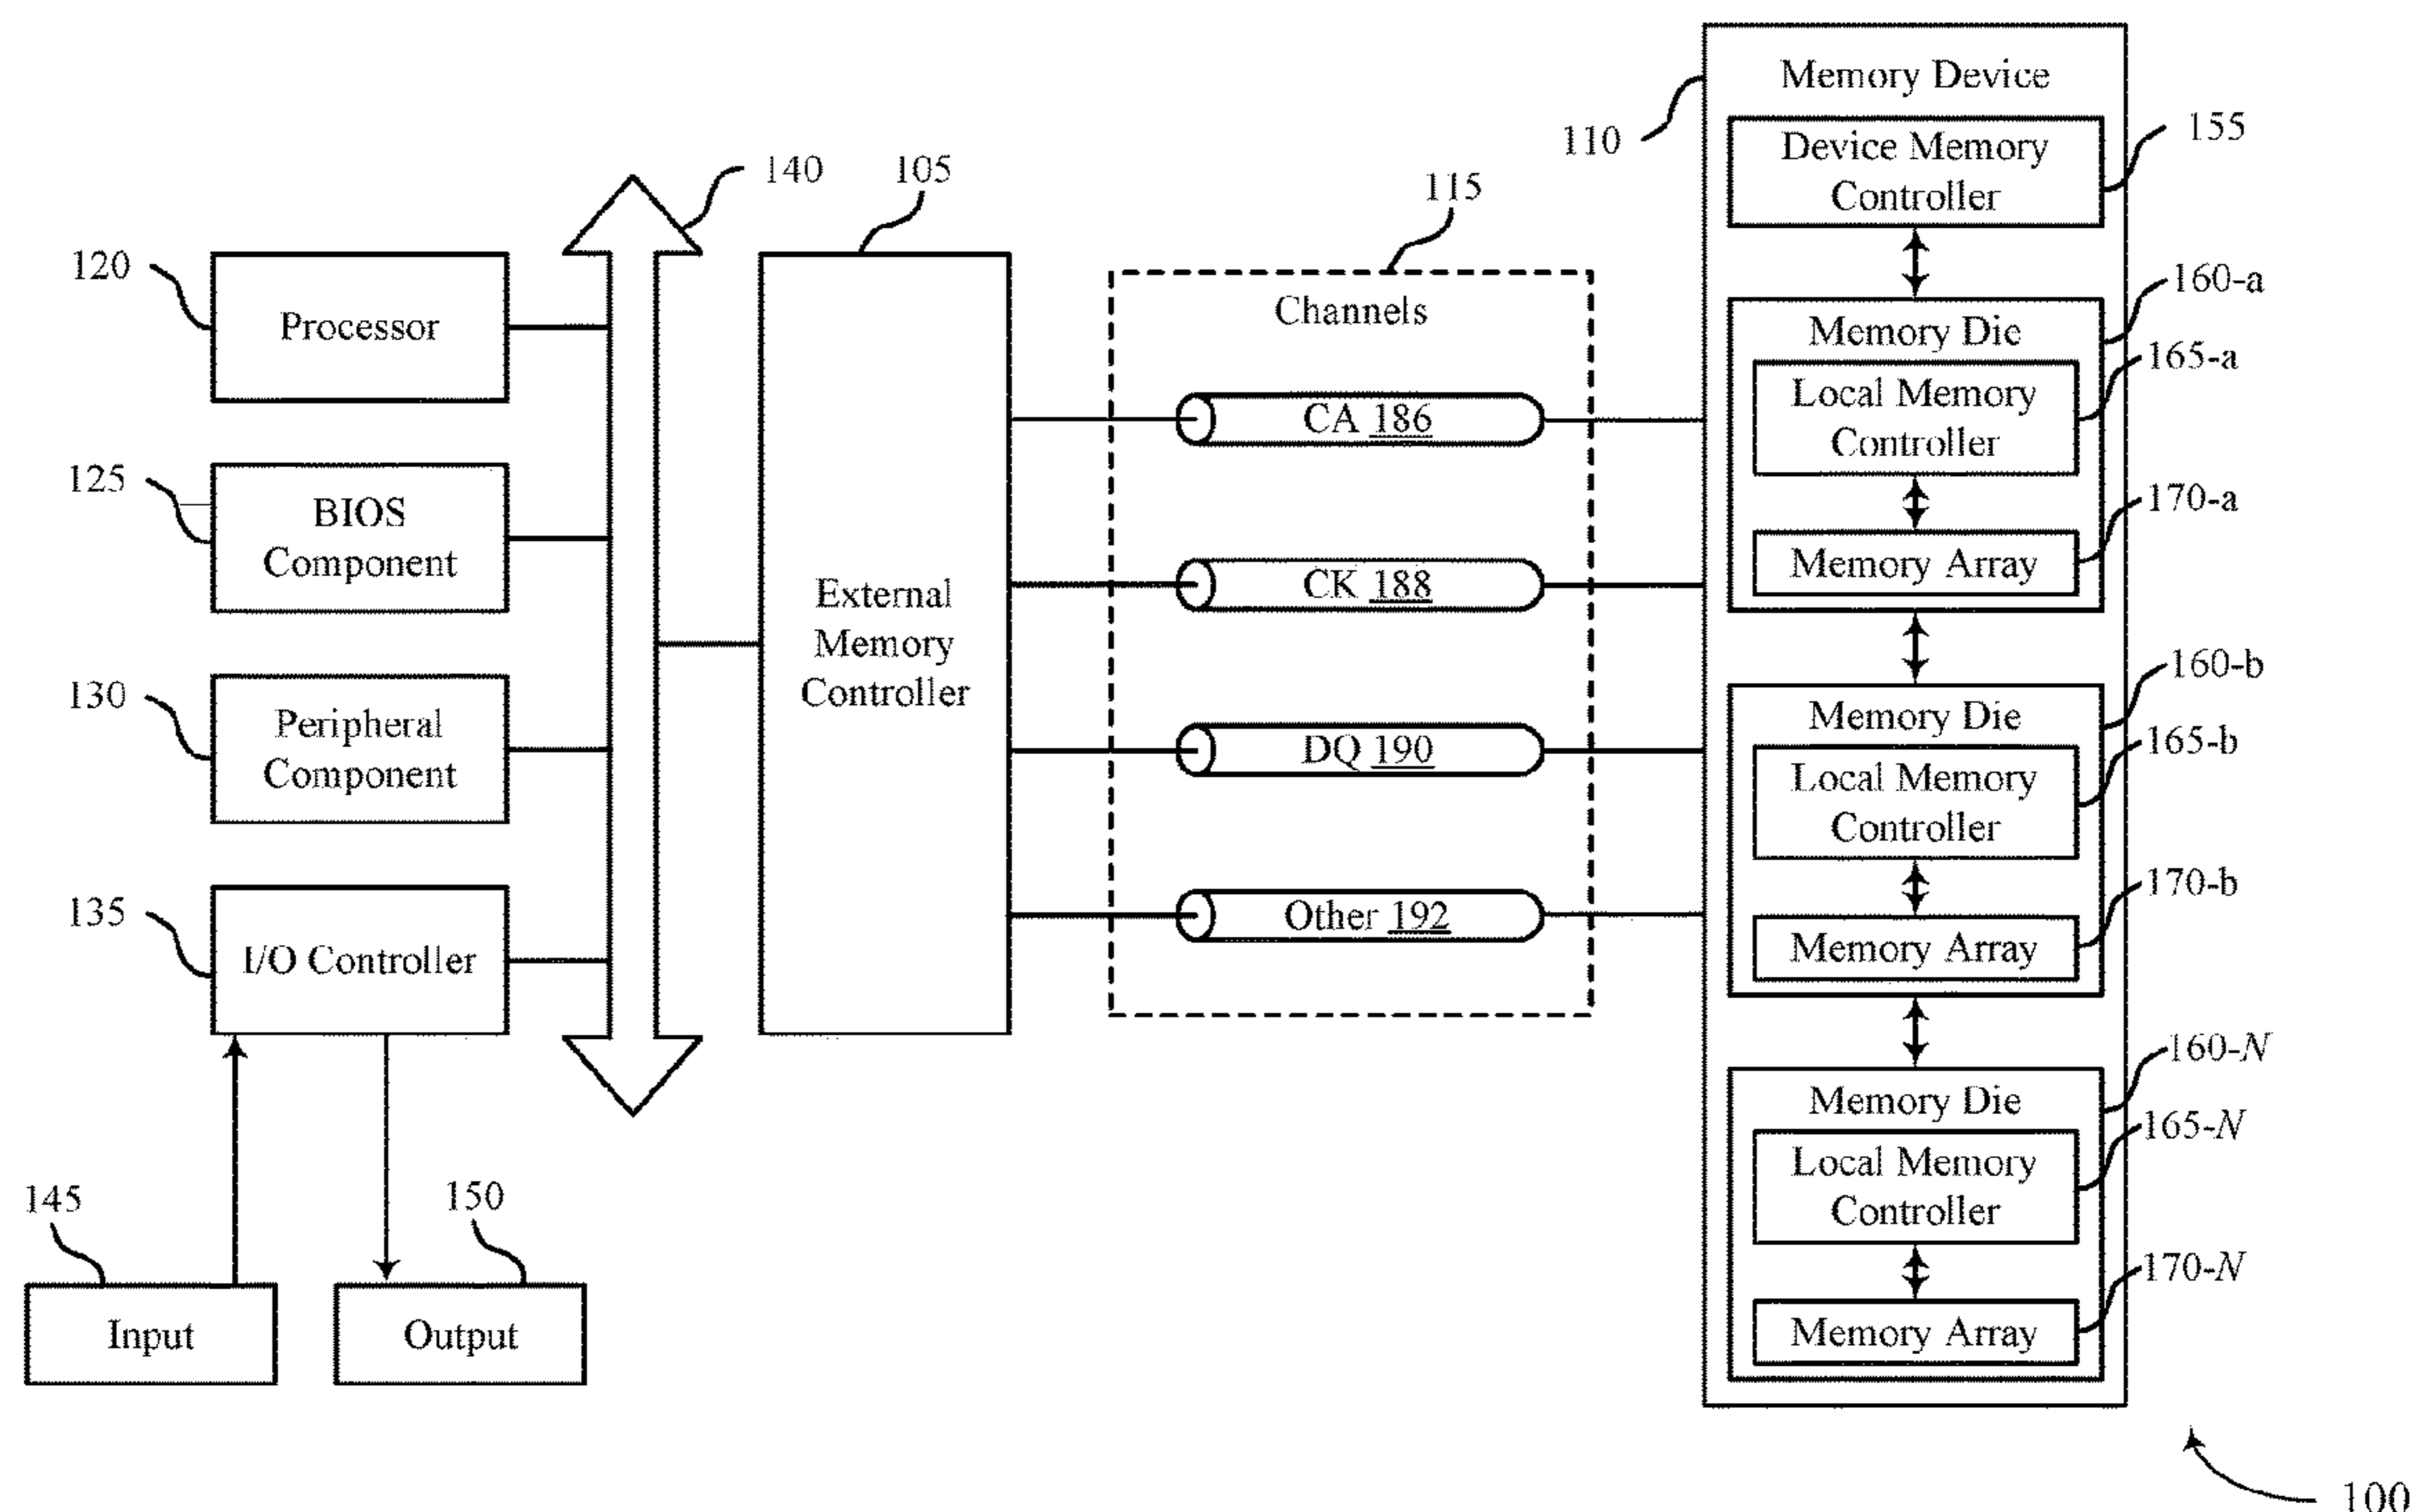 120
Processor
125
BIOS
Component
130
Peripheral
Component
135
I/O Controller
145
Input
150
Output
140
105
External
Memory
Controller
115
Channels
CA 186
CK 188
DQ 190
Other 192
110
Memory Device
155
Device Memory
Controller
160-a
Memory Die
165-a
Local Memory
Controller
170-a
Memory Array
160-b
Memory Die
165-b
Local Memory
Controller
170-b
Memory Array
160-N
Memory Die
165-N
Local Memory
Controller
170-N
Memory Array
100